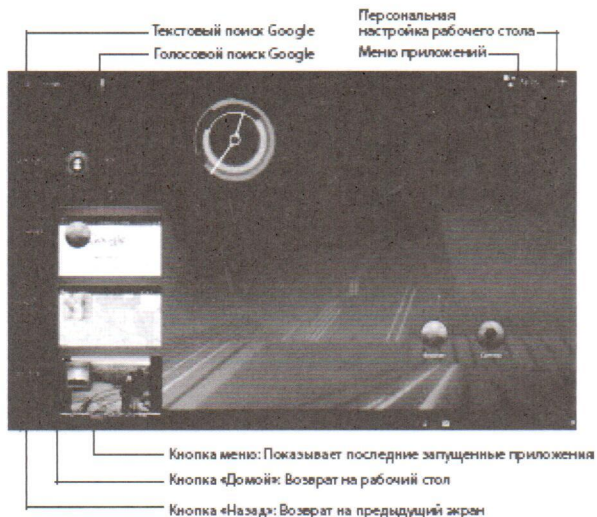 Персональная
Текстовый поиск Google
настройка рабочего стола
Голосовой поиск Google
Меню приложений
Кнопка меню: Показывает последние запущенные приложения
Кнопка «Домой»: Возврат на рабочий стол
Кнопка «Назад»: Возврат на предыдущий экран